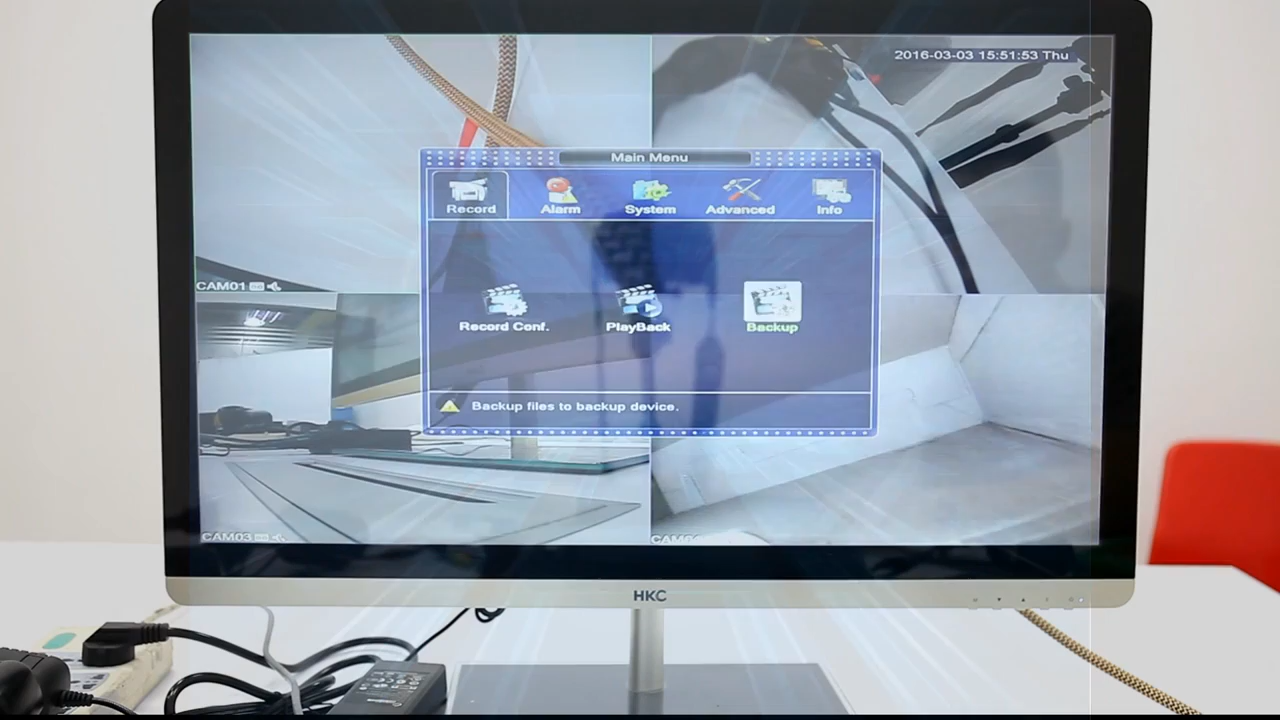 2016-03-03 15:51:53 Thu
Main Menu
Record Alarm System Advanced Info
CAM01
Record Conf. PlayBack Backup
Backup files to backup device.
CAM03
HKC